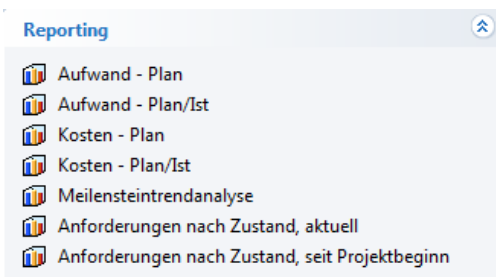 Reporting
Aufwand - Plan
Aufwand - Plan/Ist
Kosten - Plan
Kosten - Plan/Ist
Meilensteintrendanalyse
Anforderungen nach Zustand, aktuell
Anforderungen nach Zustand, seit Projektbeginn